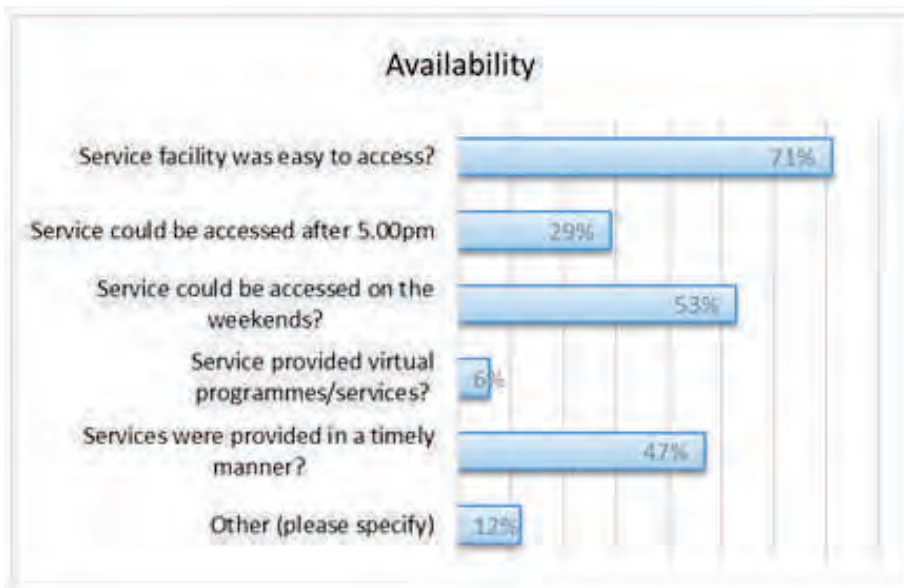 Availability
Service facility was easy to access?
71%
Service could be accessed after 5.00pm
29%
Service could be accessed on the
weekends?
53%
Service provided virtual
programmes/services?
6%
Services were provided in a timely
manner?
47%
Other (please specify)
12%